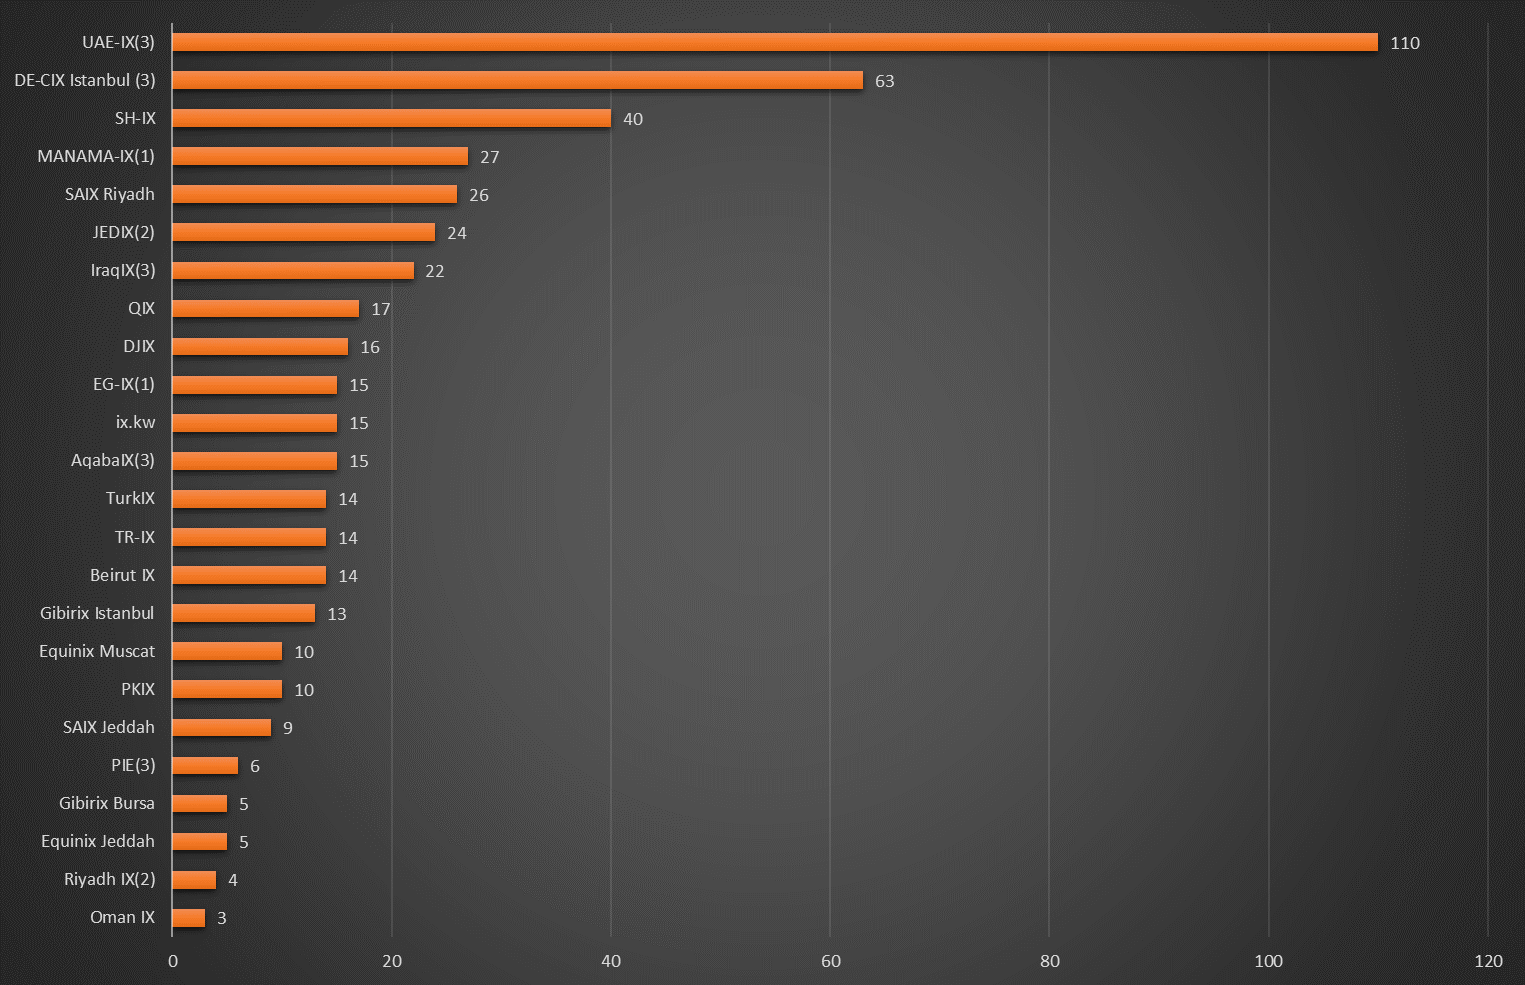 UAE-IX(3) 110
DE-CIX Istanbul (3) 63
SH-IX 40
MANAMA-IX(1) 27
SAIX Riyadh 26
JEDIX(2) 24
IraqIX(3) 22
QIX 17
DJIX 16
EG-IX(1) 15
ix.kw 15
AqabaIX(3) 15
TurkIX 14
TR-IX 14
Beirut IX 14
Gibirix Istanbul 13
Equinix Muscat 10
PKIX 10
SAIX Jeddah 9
PIE(3) 6
Gibirix Bursa 5
Equinix Jeddah 5
Riyadh IX(2) 4
Oman IX 3
0 20 40 60 80 100 120